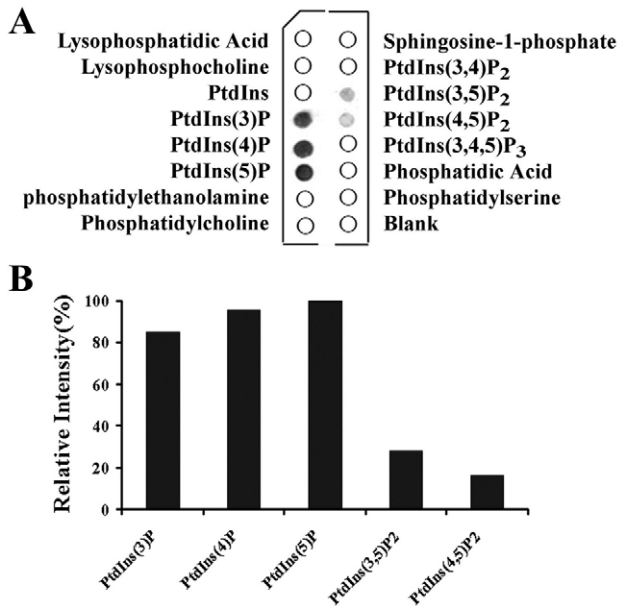 A
Lysophosphatidic Acid
Sphingosine-1-phosphate
Lysophosphocholine
PtdIns(3,4)P2
PtdIns
PtdIns(3,5)P2
PtdIns(3)P
PtdIns(4,5)P2
PtdIns(4)P
PtdIns(3,4,5)P3
PtdIns(5)P
Phosphatidic Acid
phosphatidylethanolamine
Phosphatidylserine
Phosphatidylcholine
Blank
B
Relative Intensity(%)
100
80
60
40
20
0
PtdIns(3)P
PtdIns(4)P
PtdIns(5)P
PtdIns(3,5)P2
PtdIns(4,5)P2